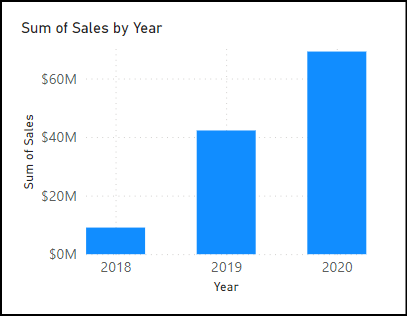 Sum of Sales by Year
Sum of Sales
$60M
$40M
$20M
$0M
2018 2019 2020
Year